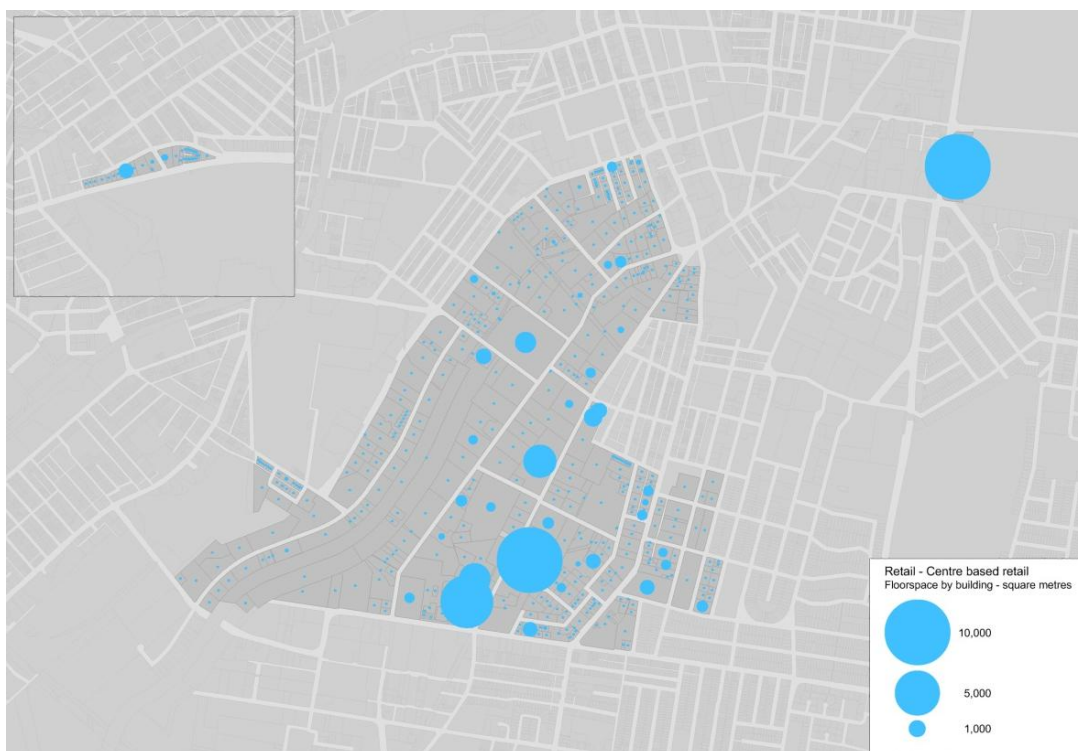 Retail - Centre based retail
Floorspace by building - square metres
10,000
5,000
1,000